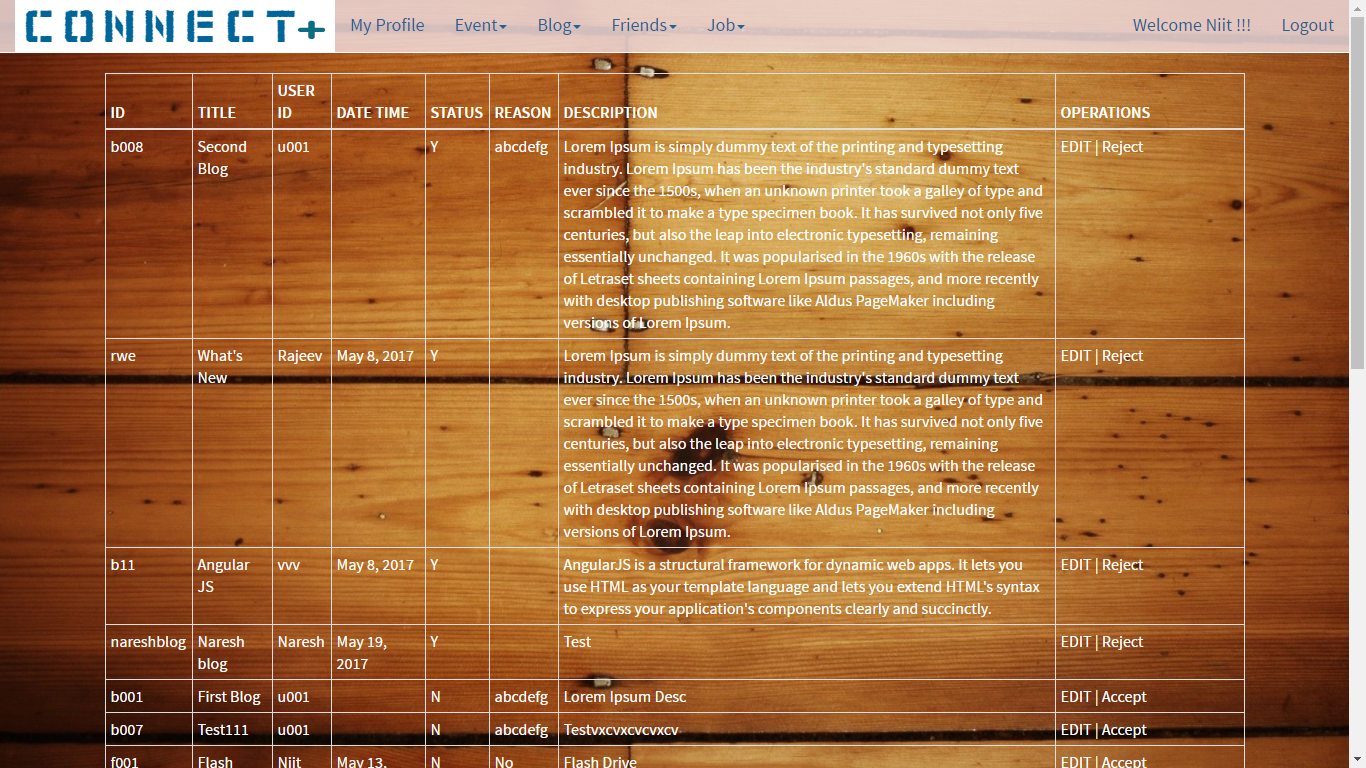 CONNECT+ My Profile Event Blog Friends Job Welcome Niit !!! Logout
ID TITLE USER ID DATE TIME STATUS REASON DESCRIPTION OPERATIONS
b008 Second Blog u001 Y abcdefg Lorem Ipsum is simply dummy text of the printing and typesetting EDIT | Reject
industry. Lorem Ipsum has been the industry's standard dummy text
ever since the 1500s, when an unknown printer took a galley of type and
scrambled it to make a type specimen book. It has survived not only five
centuries, but also the leap into electronic typesetting, remaining
essentially unchanged. It was popularised in the 1960s with the release
of Letraset sheets containing Lorem Ipsum passages, and more recently
with desktop publishing software like Aldus PageMaker including
versions of Lorem Ipsum.
rwe What's New Rajeev May 8, 2017 Y Lorem Ipsum is simply dummy text of the printing and typesetting EDIT | Reject
industry. Lorem Ipsum has been the industry's standard dummy text
ever since the 1500s, when an unknown printer took a galley of type and
scrambled it to make a type specimen book. It has survived not only five
centuries, but also the leap into electronic typesetting, remaining
essentially unchanged. It was popularised in the 1960s with the release
of Letraset sheets containing Lorem Ipsum passages, and more recently
with desktop publishing software like Aldus PageMaker including
versions of Lorem Ipsum.
b11 Angular JS vvv May 8, 2017 Y AngularJS is a structural framework for dynamic web apps. It lets you EDIT | Reject
use HTML as your template language and lets you extend HTML's syntax
to express your application's components clearly and succinctly.
nareshblog Naresh blog Naresh May 19, 2017 Y Test EDIT | Reject
b001 First Blog u001 N abcdefg Lorem Ipsum Desc EDIT | Accept
b007 Test111 u001 N abcdefg Testvxcvxcvcvxcv EDIT | Accept
f001 Flash Niit May 13, N No Flash Drive EDIT | Accept